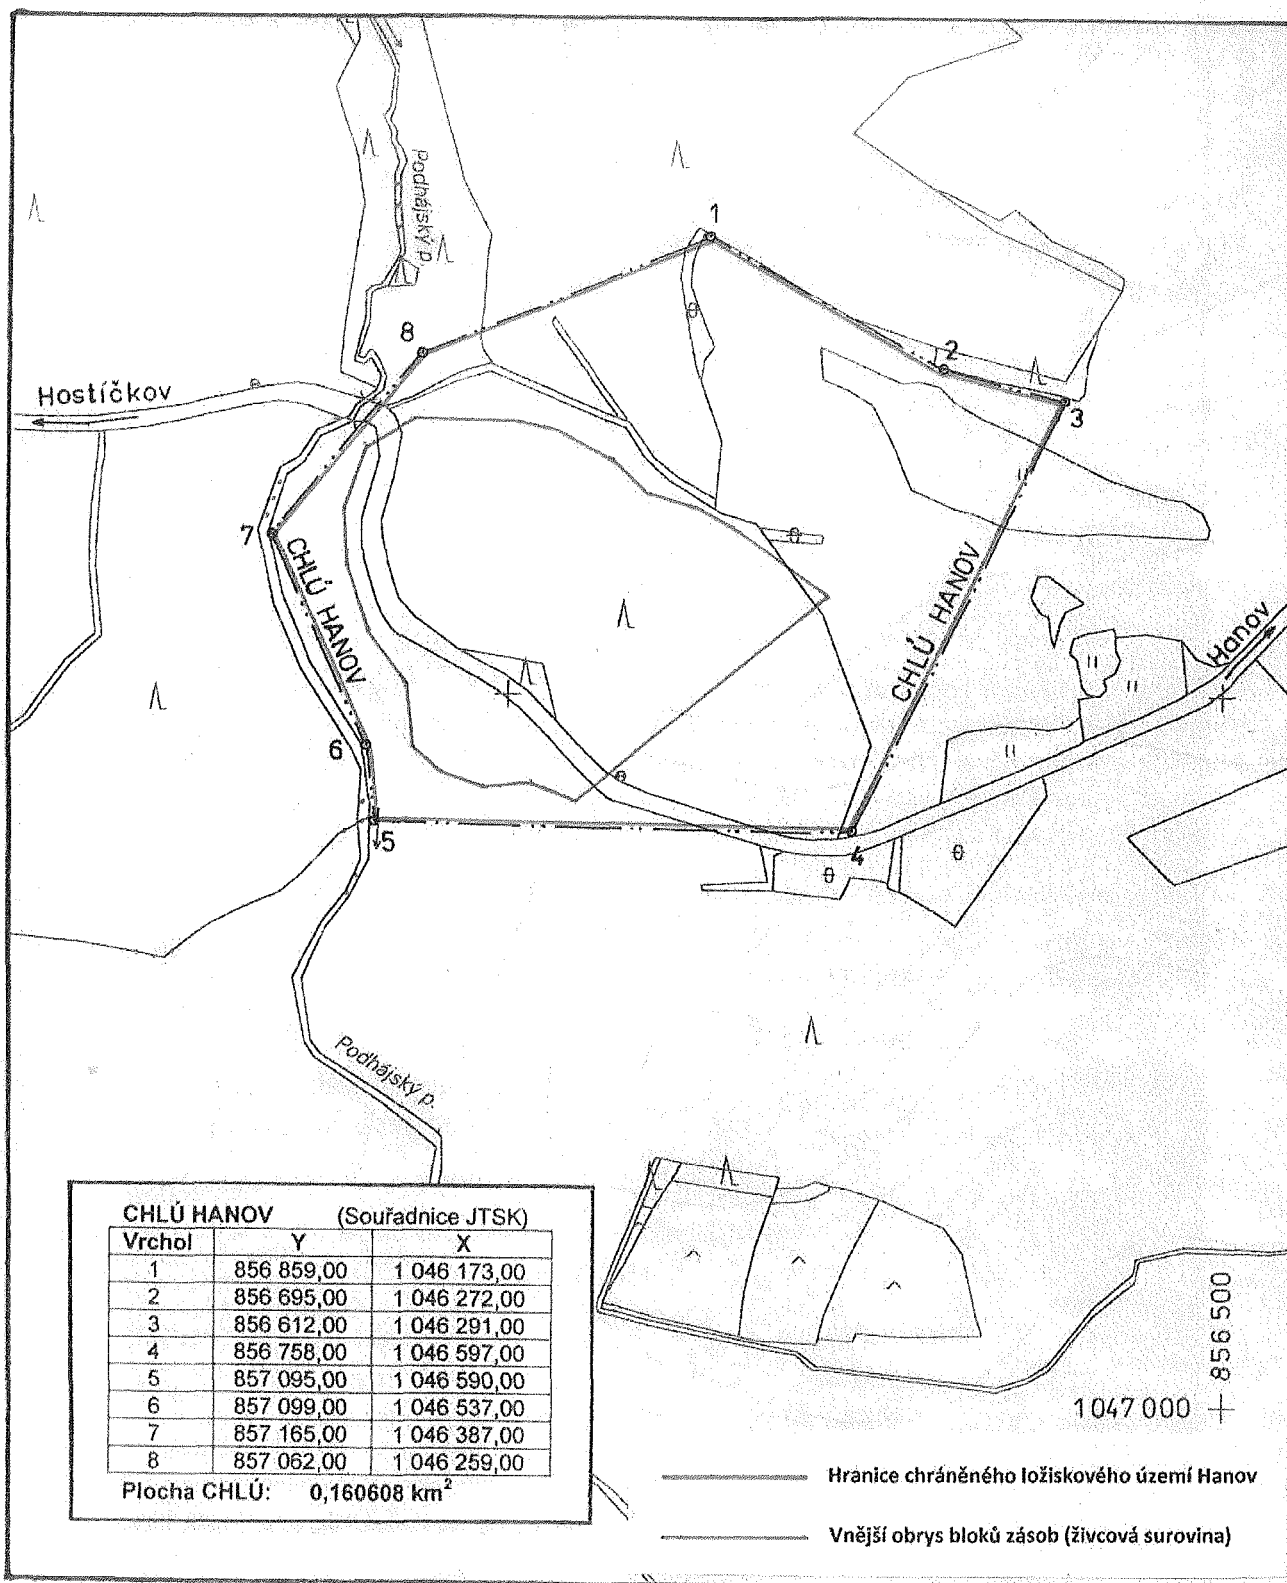 Podhájský p.
1
8
2
Hostíčkov
3
7
CHLÚ HANOV
CHLÚ HANOV
Hanov
6
5
4
Podhájský p.
CHLÚ HANOV (Souřadnice JTSK)
Vrchol Y X
1 856 859,00 1 046 173,00
2 856 695,00 1 046 272,00
3 856 612,00 1 046 291,00
4 856 758,00 1 046 597,00
5 857 095,00 1 046 590,00
6 857 099,00 1 046 537,00
7 857 165,00 1 046 387,00
8 857 062,00 1 046 259,00
Plocha CHLÚ: 0,160608 km²
856 500
1047 000
Hranice chráněného ložiskového území Hanov
Vnější obrys bloků zásob (živcová surovina)